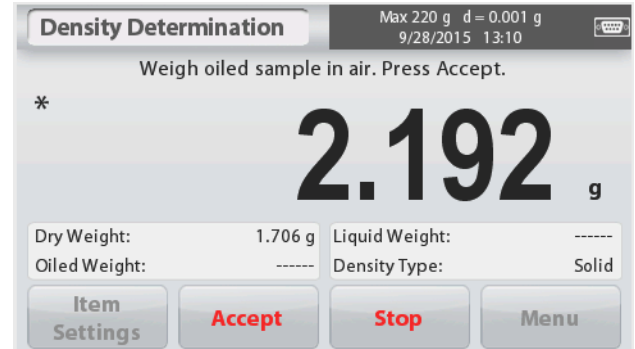 Density Determination
Max 220 g d = 0.001 g
9/28/2015 13:10
Weigh oiled sample in air. Press Accept.
*
2.192 g
Dry Weight: 1.706 g Liquid Weight: ------
Oiled Weight: ------ Density Type: Solid
Item
Settings
Accept
Stop
Menu